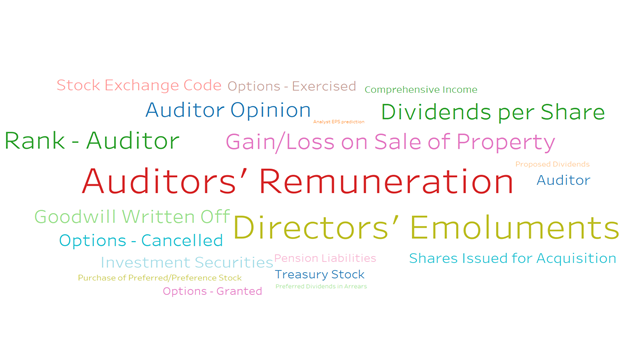 Stock Exchange Code
Options - Exercised
Comprehensive Income
Auditor Opinion
Analyst EPS prediction
Dividends per Share
Rank - Auditor
Gain/Loss on Sale of Property
Proposed Dividends
Auditors’ Remuneration
Auditor
Goodwill Written Off
Directors’ Emoluments
Options - Cancelled
Investment Securities
Pension Liabilities
Shares Issued for Acquisition
Purchase of Preferred/Preference Stock
Treasury Stock
Options - Granted
Preferred Dividends in Arrears